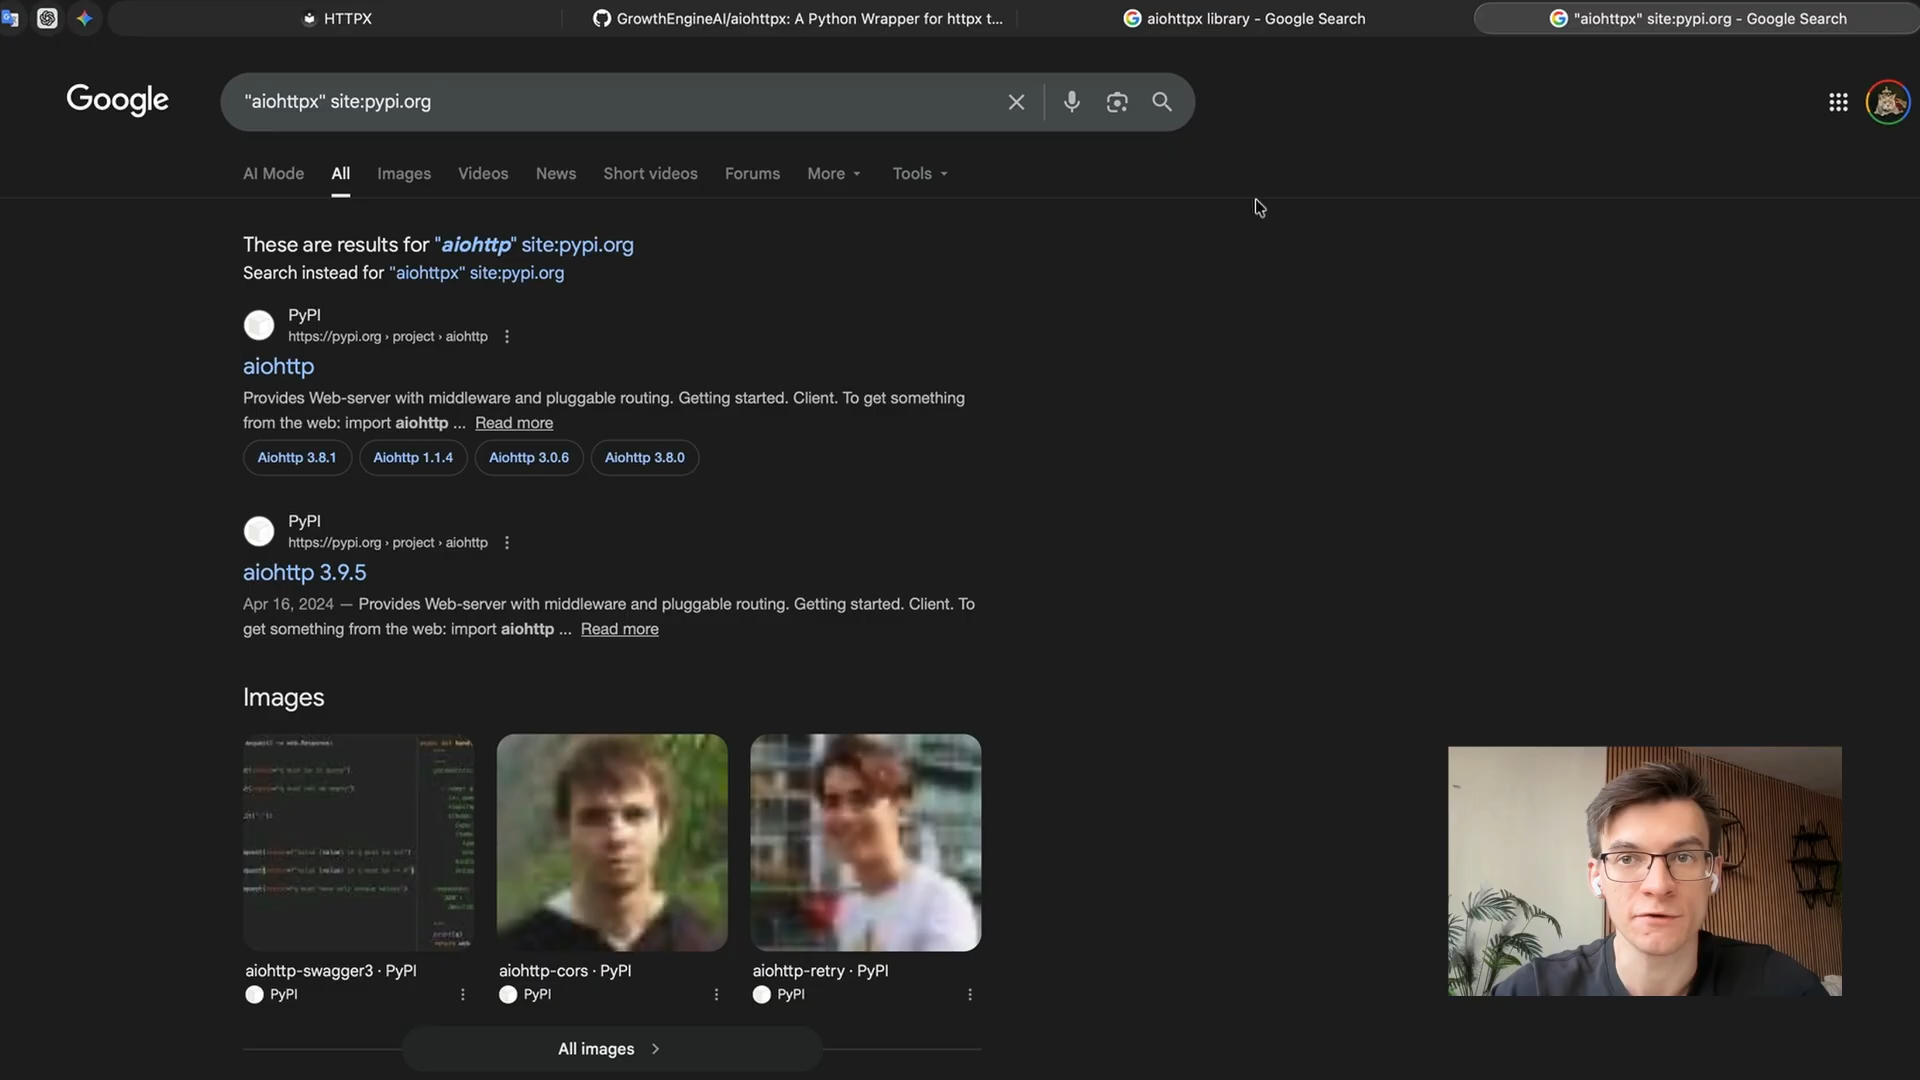 HTTPX
GrowthEngineAI/aiohttpx: A Python Wrapper for httpx t...
aiohttpx library - Google Search
"aiohttpx" site:pypi.org - Google Search
Google
"aiohttpx" site:pypi.org
AI Mode
All
Images
Videos
News
Short videos
Forums
More
Tools
These are results for "aiohttp" site:pypi.org
Search instead for "aiohttpx" site:pypi.org
PyPI
https://pypi.org › project › aiohttp
aiohttp
Provides Web-server with middleware and pluggable routing. Getting started. Client. To get something
from the web: import aiohttp ... Read more
Aiohttp 3.8.1
Aiohttp 1.1.4
Aiohttp 3.0.6
Aiohttp 3.8.0
PyPI
https://pypi.org › project › aiohttp
aiohttp 3.9.5
Apr 16, 2024 — Provides Web-server with middleware and pluggable routing. Getting started. Client. To
get something from the web: import aiohttp ... Read more
Images
aiohttp-swagger3 · PyPI
PyPI
aiohttp-cors · PyPI
PyPI
aiohttp-retry · PyPI
PyPI
All images